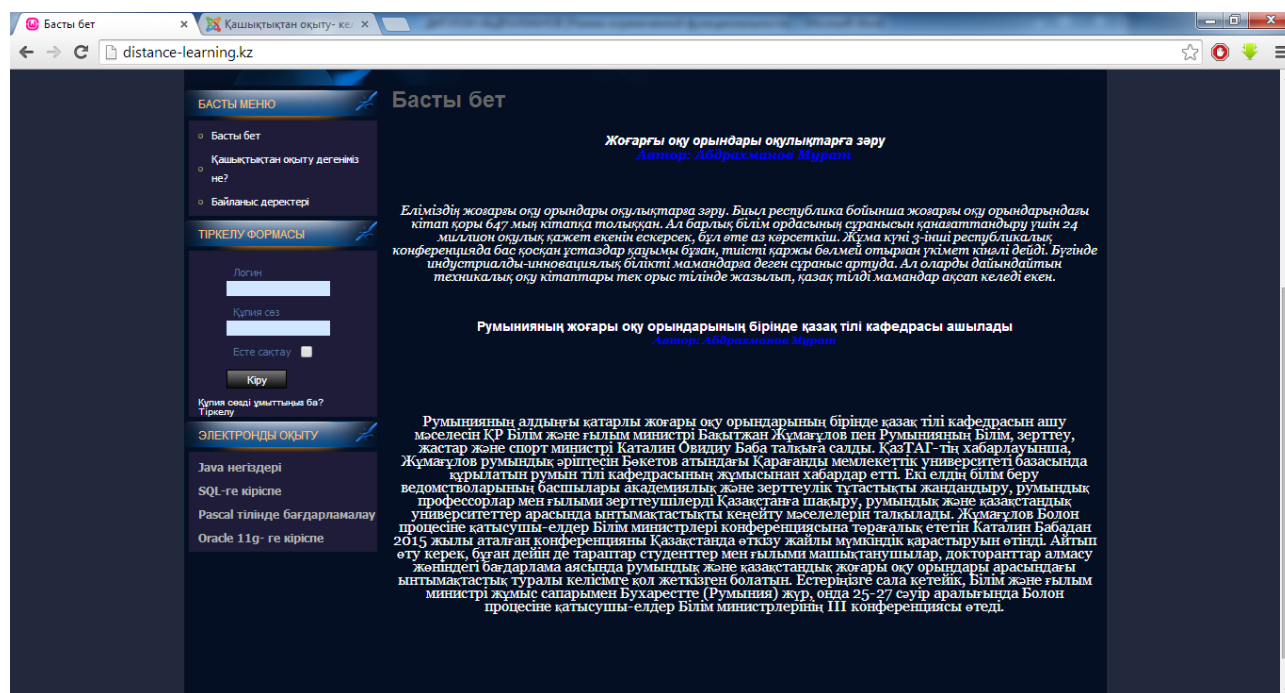 Басты бет
Қашықтықтан оқыту- ке
distance-learning.kz
БАСТЫ МЕНЮ
Басты бет
Қашықтықтан оқыту дегеніміз
не?
Байланыс деректері
ТІРКЕЛУ ФОРМАСЫ
Логин
Құпия сөз
Есте сақтау
Кіру
Құпия сөзді ұмыттыңыз ба?
Тіркелу
ЭЛЕКТРОНДЫ ОҚЫТУ
Java негіздері
SQL-ге кіріспе
Pascal тілінде бағдарламалау
Oracle 11g- ге кіріспе
Басты бет
Жоғарғы оқу орындары оқулықтарға зәру
Автор: Абдрахманов Мурат
Еліміздің жоғарғы оқу орындары оқулықтарға зәру. Биыл республика бойынша жоғарғы оқу орындарындағы
кітап қоры 647 мың кітапқа толыққан. Ал барлық білім ордасының сұранысын қанағаттандыру үшін 24
миллион оқулық қажет екенін ескерсек, бұл өте аз көрсеткіш. Жұма күні 3-інші республикалық
конференцияда бас қосқан ұстаздар қауымы бұған, тиісті қаржы бөлмей отырған үкімет кінәлі дейді. Бүгінде
индустриалды-инновациялық білікті мамандарға деген сұраныс артуда. Ал оларды дайындайтын
техникалық оқу кітаптары тек орыс тілінде жазылып, қазақ тілді мамандар ақсап келеді екен.
Румынияның жоғары оқу орындарының бірінде қазақ тілі кафедрасы ашылады
Автор: Абдрахманов Мурат
Румынияның алдыңғы қатарлы жоғары оқу орындарының бірінде қазақ тілі кафедрасын ашу
мәселесін ҚР Білім және ғылым министрі Бақытжан Жұмағұлов пен Румынияның Білім, зерттеу,
жастар және спорт министрі Каталин Овидиу Баба талқыға салды. ҚазТАГ-тің хабарлауынша,
Жұмағұлов румындық әріптесін Бөкетов атындағы Қарағанды мемлекеттік университеті базасында
құрылатын румын тілі кафедрасының жұмысынан хабардар етті. Екі елдің білім беру
ведомстволарының басшылары академиялық және зерттеулік тұтастықты жандандыру, румындық
профессорлар мен ғылыми зерттеушілерді Қазақстанға шақыру, румындық және қазақстандық
университеттер арасында ынтымақтастықты кеңейту мәселелерін талқылады. Жұмағұлов Болон
процесіне қатысушы-елдер Білім министрлері конференциясына төрағалық ететін Каталин Бабадан
2015 жылы аталған конференцияны Қазақстанда өткізу жайлы мүмкіндік қарастыруын өтінді. Айтып
өту керек, бұған дейін де тараптар студенттер мен ғылыми машықтанушылар, докторанттар алмасу
жөніндегі бағдарлама аясында румындық және қазақстандық жоғары оқу орындары арасындағы
ынтымақтастық туралы келісімге қол жеткізген болатын. Естеріңізге сала кетейік, Білім және ғылым
министрі жұмыс сапарымен Бухарестте (Румыния) жүр, онда 25-27 сәуір аралығында Болон
процесіне қатысушы-елдер Білім министрлерінің III конференциясы өтеді.